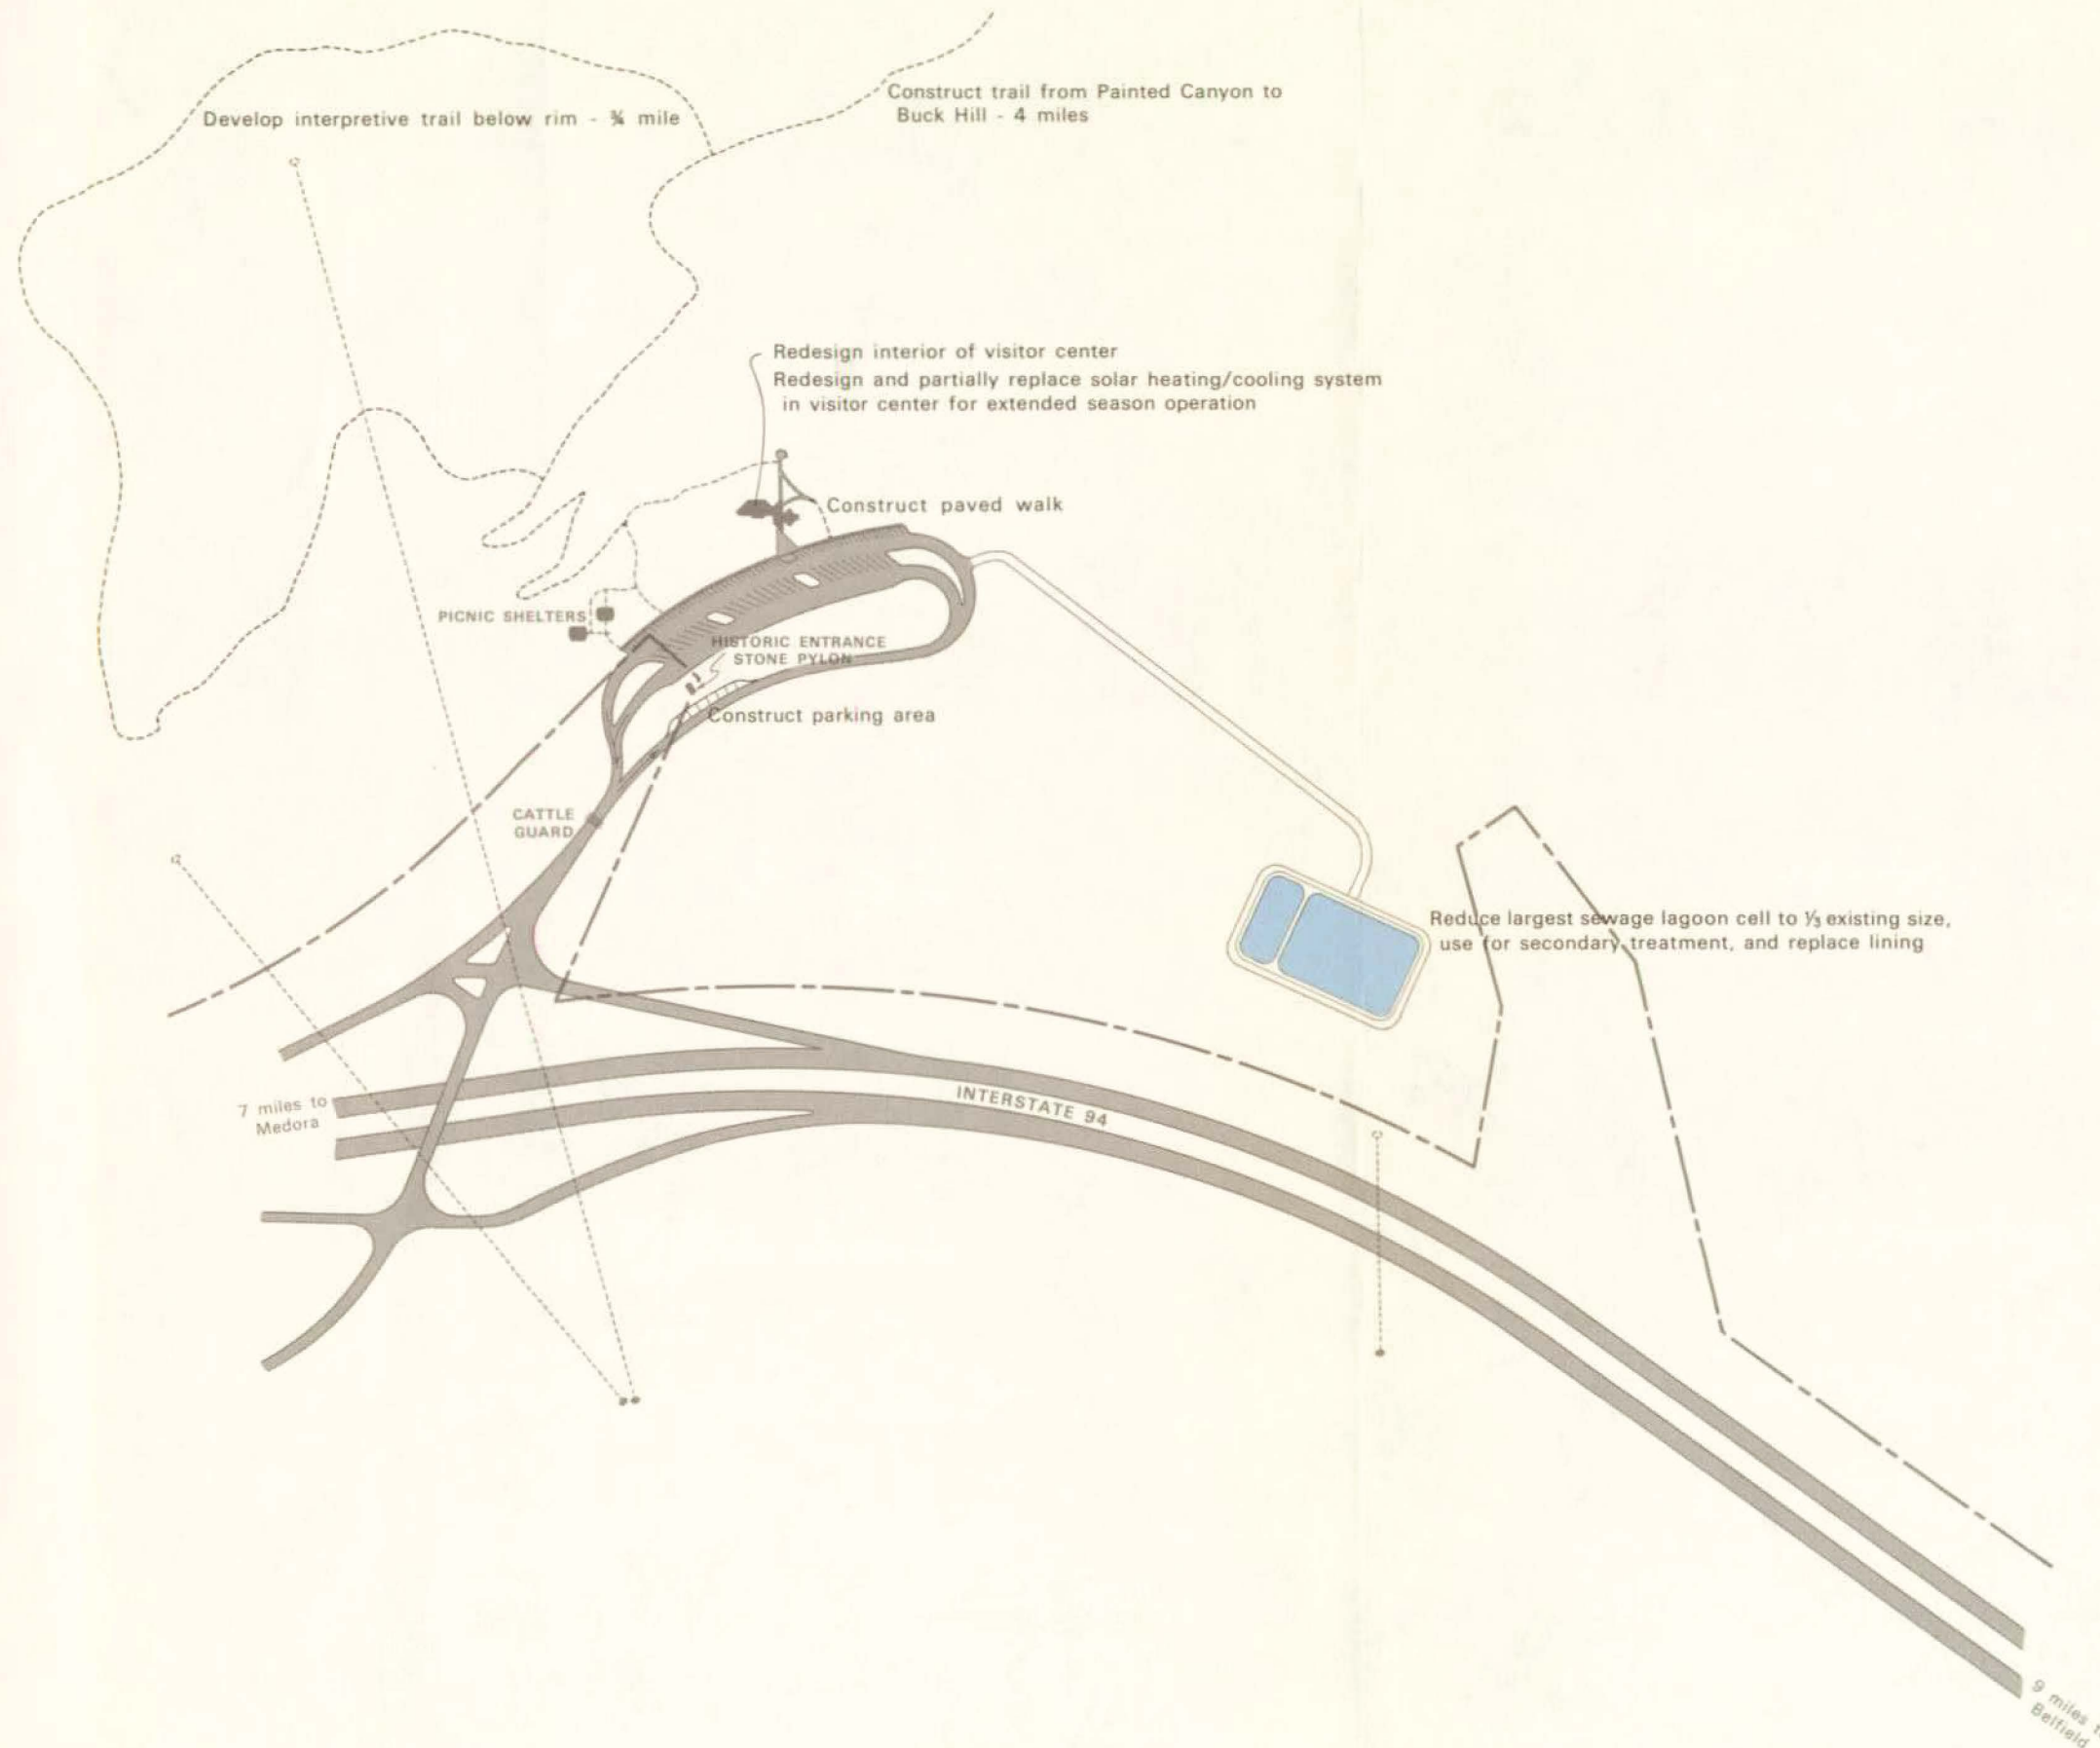 Construct trail from Painted Canyon to
Buck Hill - 4 miles
Develop interpretive trail below rim - ¾ mile
Redesign interior of visitor center
Redesign and partially replace solar heating/cooling system
in visitor center for extended season operation
Construct paved walk
PICNIC SHELTERS
HISTORIC ENTRANCE
STONE PYLON
Construct parking area
CATTLE
GUARD
Reduce largest sewage lagoon cell to ⅓ existing size,
use for secondary treatment, and replace lining
7 miles to
Medora
INTERSTATE 94
9 miles
Belfield